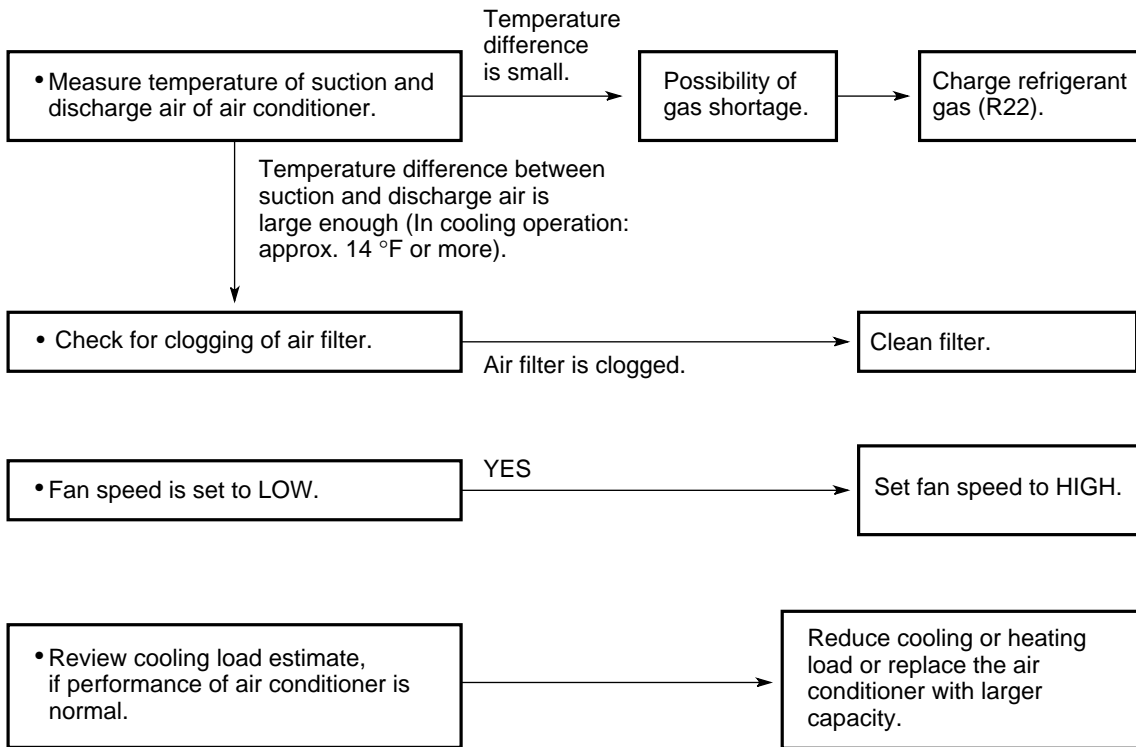 Temperature
difference
is small.
• Measure temperature of suction and
discharge air of air conditioner.
Possibility of
gas shortage.
Charge refrigerant
gas (R22).
Temperature difference between
suction and discharge air is
large enough (In cooling operation:
approx. 14 °F or more).
• Check for clogging of air filter.
Air filter is clogged.
Clean filter.
• Fan speed is set to LOW.
YES
Set fan speed to HIGH.
• Review cooling load estimate,
if performance of air conditioner is
normal.
Reduce cooling or heating
load or replace the air
conditioner with larger
capacity.